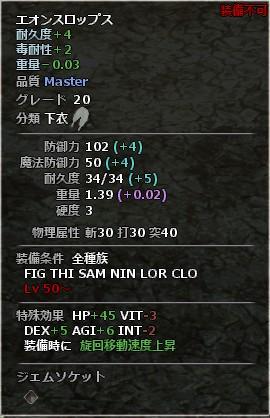 装備不可
エオンスロップス
耐久度+4
毒耐性+2
重量-0.03
品質 Master
グレード 20
分類 下衣
防御力 102 (+4)
魔法防御力 50 (+4)
耐久度 34/34 (+5)
重量 1.39 (+0.02)
硬度 3
物理属性 斬30 打30 突40
装備条件 全種族
FIG THI SAM NIN LOR CLO
Lv 50～
特殊効果 HP+45 VIT-3
DEX+5 AGI+6 INT-2
装備時に 旋回移動速度上昇
ジェムソケット